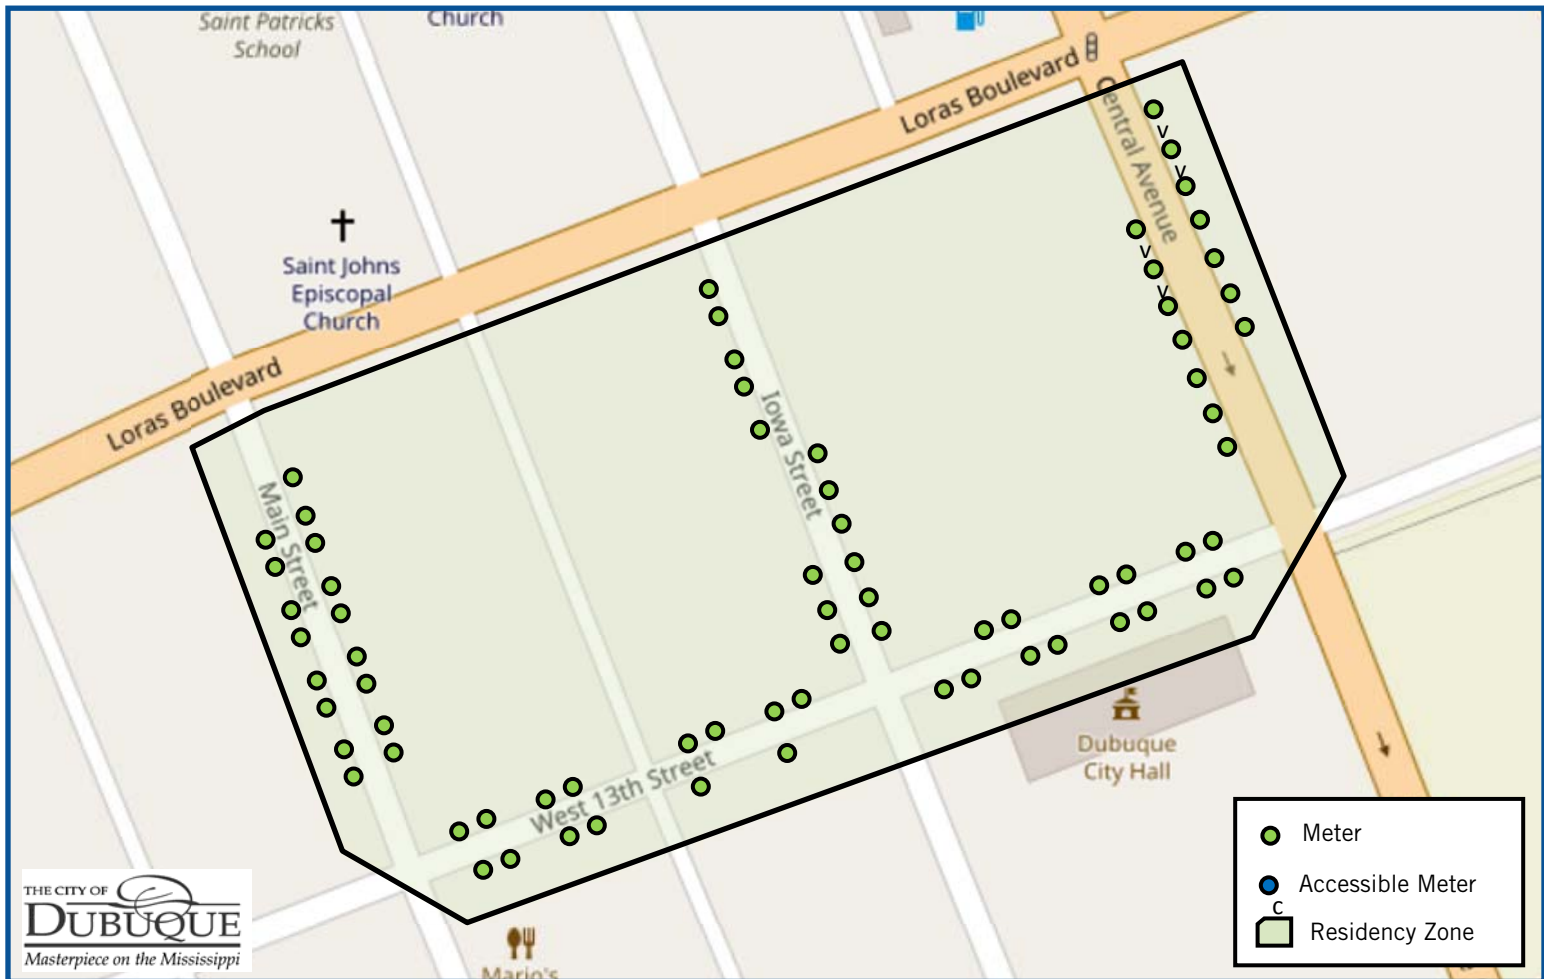 Saint Patricks
School
Church
Loras Boulevard
Central Avenue
v
v
v
v
Saint Johns
Episcopal
Church
Loras Boulevard
Main Street
Iowa Street
West 13th Street
Dubuque
City Hall
Mario's
THE CITY OF
DUBUQUE
Masterpiece on the Mississippi
Meter
Accessible Meter
c
Residency Zone